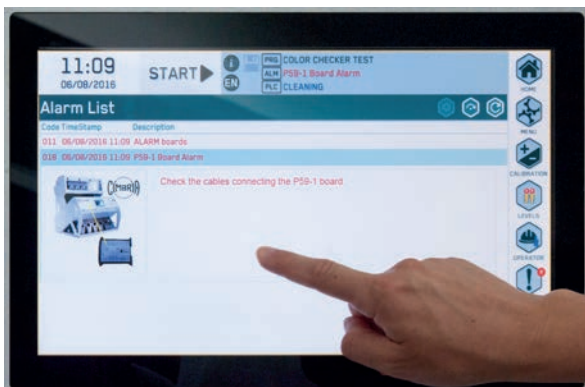 11:09
06/08/2016
START
i
EN
PRG COLOR CHECKER TEST
ALM P59-1 Board Alarm
PLC CLEANING
Alarm List
Code TimeStamp Description
011 06/08/2016 11:09 ALARM boards
016 06/08/2016 11:09 P59-1 Board Alarm
CIMBRIA
Check the cables connecting the P59-1 board
HOME
MENU
CALIBRATION
LEVELS
OPERATOR